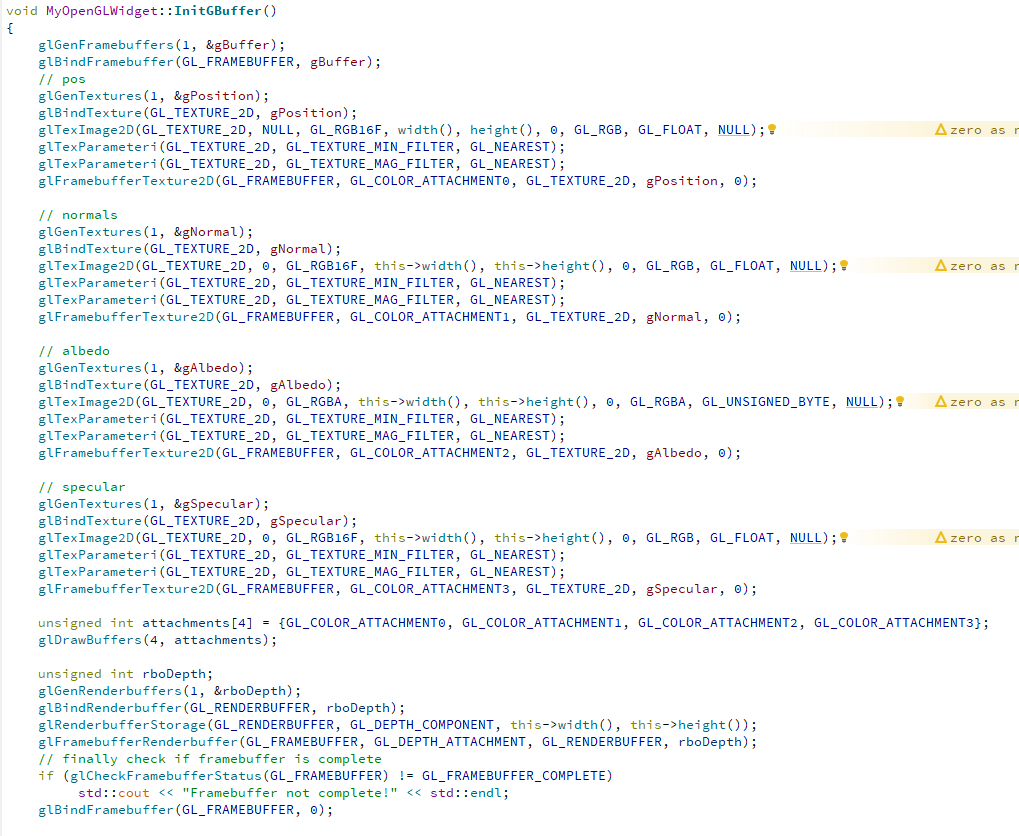 void MyOpenGLWidget::InitGBuffer()
{
    glGenFramebuffers(1, &gBuffer);
    glBindFramebuffer(GL_FRAMEBUFFER, gBuffer);
    // pos
    glGenTextures(1, &gPosition);
    glBindTexture(GL_TEXTURE_2D, gPosition);
    glTexImage2D(GL_TEXTURE_2D, NULL, GL_RGB16F, width(), height(), 0, GL_RGB, GL_FLOAT, NULL); zero as
    glTexParameteri(GL_TEXTURE_2D, GL_TEXTURE_MIN_FILTER, GL_NEAREST);
    glTexParameteri(GL_TEXTURE_2D, GL_TEXTURE_MAG_FILTER, GL_NEAREST);
    glFramebufferTexture2D(GL_FRAMEBUFFER, GL_COLOR_ATTACHMENT0, GL_TEXTURE_2D, gPosition, 0);

    // normals
    glGenTextures(1, &gNormal);
    glBindTexture(GL_TEXTURE_2D, gNormal);
    glTexImage2D(GL_TEXTURE_2D, 0, GL_RGB16F, this->width(), this->height(), 0, GL_RGB, GL_FLOAT, NULL); zero as
    glTexParameteri(GL_TEXTURE_2D, GL_TEXTURE_MIN_FILTER, GL_NEAREST);
    glTexParameteri(GL_TEXTURE_2D, GL_TEXTURE_MAG_FILTER, GL_NEAREST);
    glFramebufferTexture2D(GL_FRAMEBUFFER, GL_COLOR_ATTACHMENT1, GL_TEXTURE_2D, gNormal, 0);

    // albedo
    glGenTextures(1, &gAlbedo);
    glBindTexture(GL_TEXTURE_2D, gAlbedo);
    glTexImage2D(GL_TEXTURE_2D, 0, GL_RGBA, this->width(), this->height(), 0, GL_RGBA, GL_UNSIGNED_BYTE, NULL); zero as
    glTexParameteri(GL_TEXTURE_2D, GL_TEXTURE_MIN_FILTER, GL_NEAREST);
    glTexParameteri(GL_TEXTURE_2D, GL_TEXTURE_MAG_FILTER, GL_NEAREST);
    glFramebufferTexture2D(GL_FRAMEBUFFER, GL_COLOR_ATTACHMENT2, GL_TEXTURE_2D, gAlbedo, 0);

    // specular
    glGenTextures(1, &gSpecular);
    glBindTexture(GL_TEXTURE_2D, gSpecular);
    glTexImage2D(GL_TEXTURE_2D, 0, GL_RGB16F, this->width(), this->height(), 0, GL_RGB, GL_FLOAT, NULL); zero as
    glTexParameteri(GL_TEXTURE_2D, GL_TEXTURE_MIN_FILTER, GL_NEAREST);
    glTexParameteri(GL_TEXTURE_2D, GL_TEXTURE_MAG_FILTER, GL_NEAREST);
    glFramebufferTexture2D(GL_FRAMEBUFFER, GL_COLOR_ATTACHMENT3, GL_TEXTURE_2D, gSpecular, 0);

    unsigned int attachments[4] = {GL_COLOR_ATTACHMENT0, GL_COLOR_ATTACHMENT1, GL_COLOR_ATTACHMENT2, GL_COLOR_ATTACHMENT3};
    glDrawBuffers(4, attachments);

    unsigned int rboDepth;
    glGenRenderbuffers(1, &rboDepth);
    glBindRenderbuffer(GL_RENDERBUFFER, rboDepth);
    glRenderbufferStorage(GL_RENDERBUFFER, GL_DEPTH_COMPONENT, this->width(), this->height());
    glFramebufferRenderbuffer(GL_FRAMEBUFFER, GL_DEPTH_ATTACHMENT, GL_RENDERBUFFER, rboDepth);
    // finally check if framebuffer is complete
    if (glCheckFramebufferStatus(GL_FRAMEBUFFER) != GL_FRAMEBUFFER_COMPLETE)
         std::cout << "Framebuffer not complete!" << std::endl;
    glBindFramebuffer(GL_FRAMEBUFFER, 0);